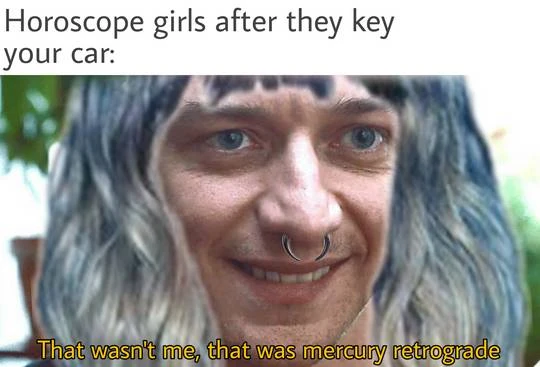 Horoscope girls after they key
your car:
That wasn't me, that was mercury retrograde